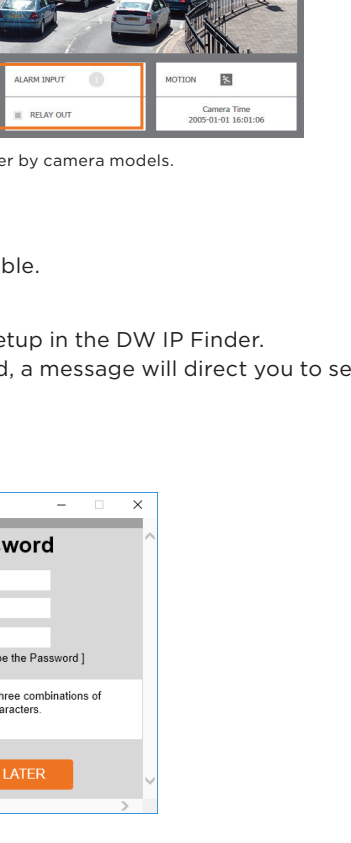 ALARM INPUT 1 MOTION
RELAY OUT Camera Time
2005-01-01 16:01:06
er by camera models.
ble.
etup in the DW IP Finder.
d, a message will direct you to se
sword
pe the Password ]
hree combinations of
aracters.
LATER